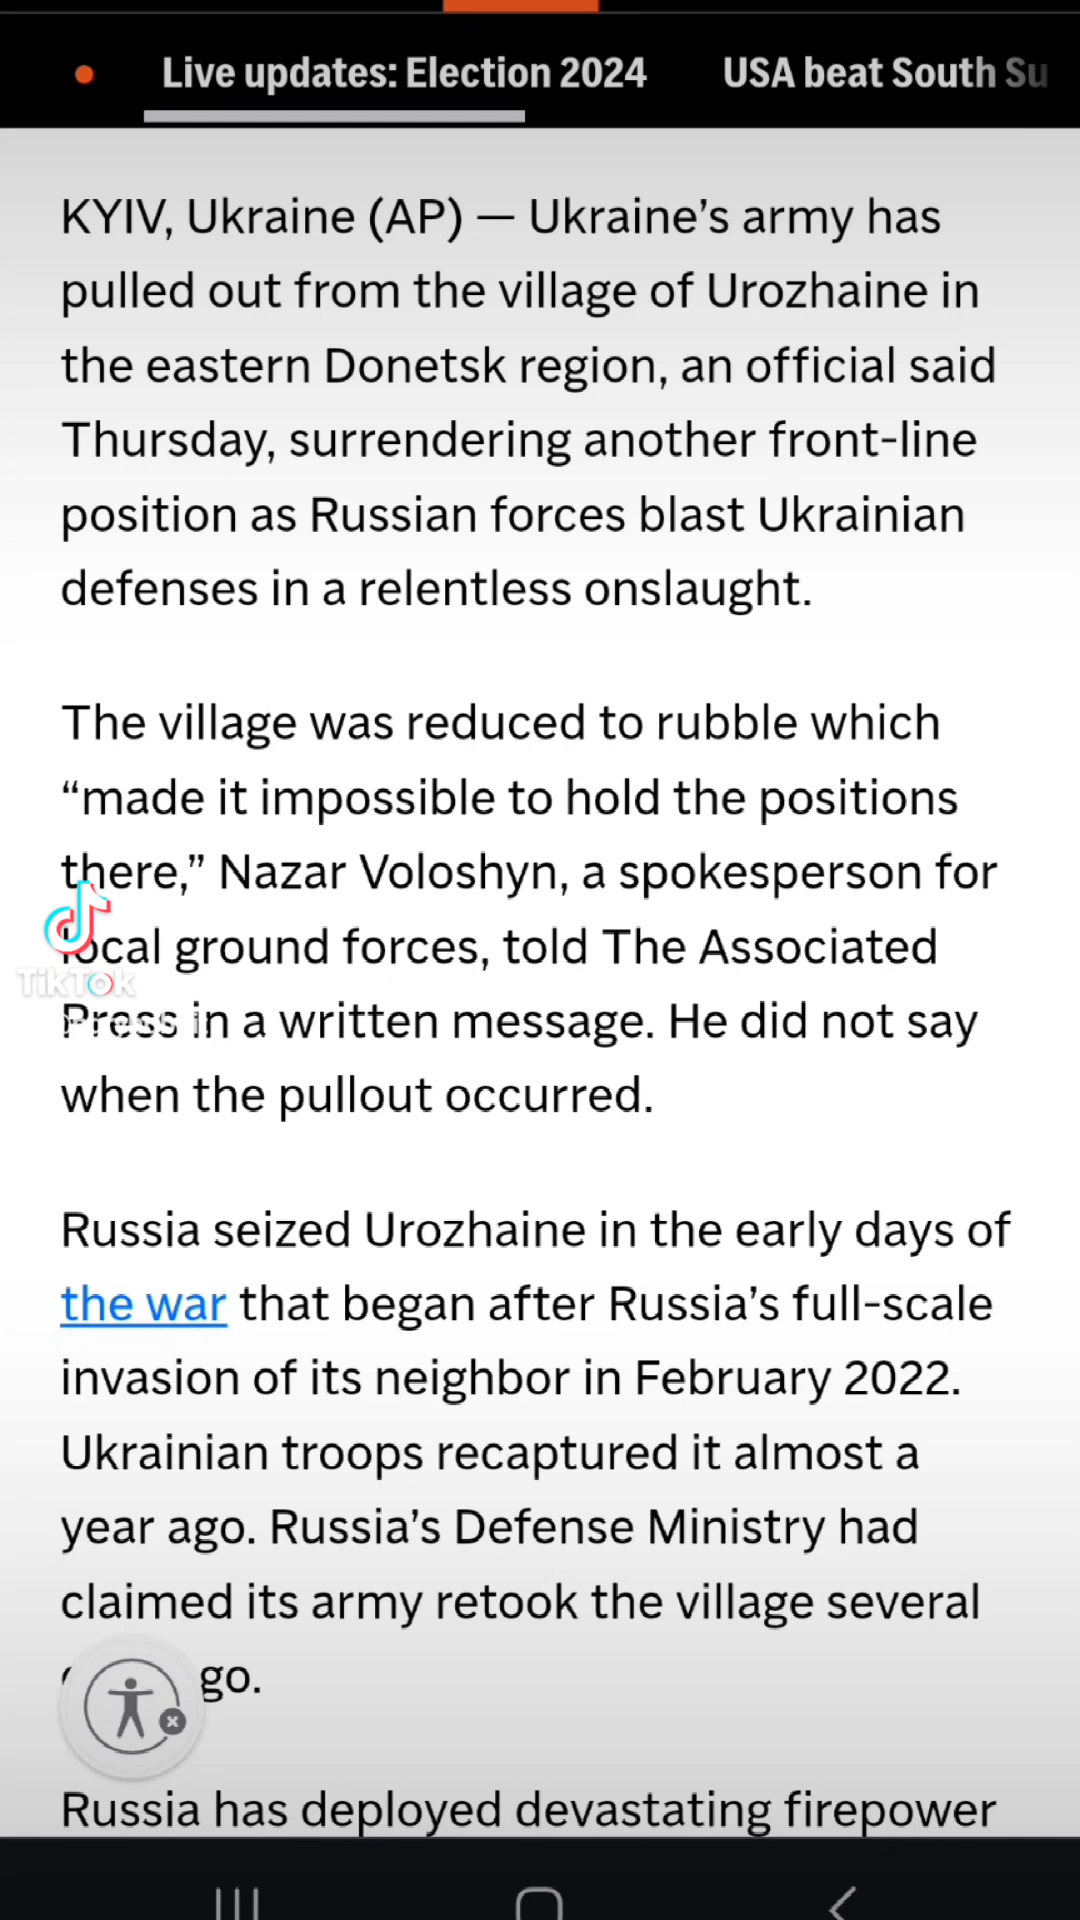 Live updates: Election 2024 USA beat South Su
KYIV, Ukraine (AP) — Ukraine’s army has
pulled out from the village of Urozhaine in
the eastern Donetsk region, an official said
Thursday, surrendering another front-line
position as Russian forces blast Ukrainian
defenses in a relentless onslaught.
The village was reduced to rubble which
“made it impossible to hold the positions
there,” Nazar Voloshyn, a spokesperson for
local ground forces, told The Associated
TikTok
Press in a written message. He did not say
when the pullout occurred.
Russia seized Urozhaine in the early days of
the war that began after Russia’s full-scale
invasion of its neighbor in February 2022.
Ukrainian troops recaptured it almost a
year ago. Russia’s Defense Ministry had
claimed its army retook the village several
go.
Russia has deployed devastating firepower